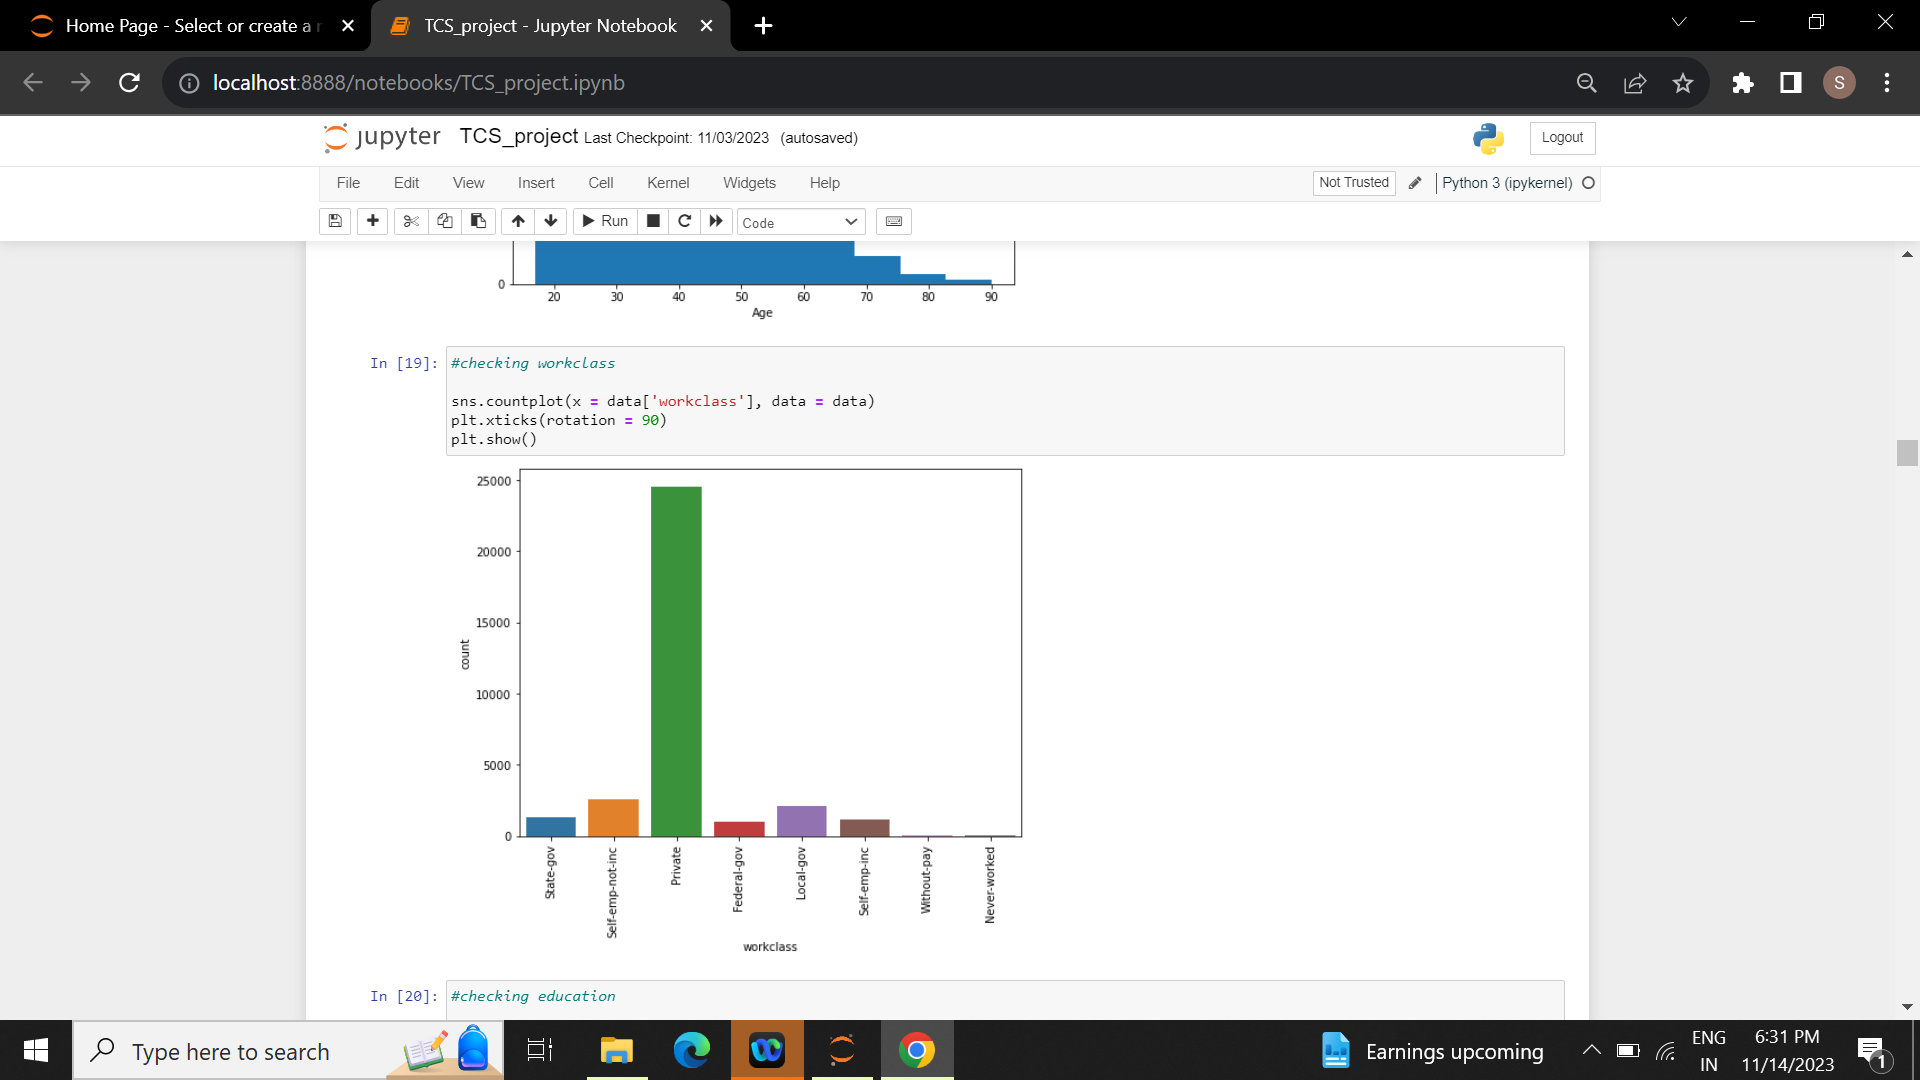 Home Page - Select or create a n
TCS_project - Jupyter Notebook
localhost:8888/notebooks/TCS_project.ipynb
S
jupyter TCS_project Last Checkpoint: 11/03/2023 (autosaved)
Logout
File Edit View Insert Cell Kernel Widgets Help
Not Trusted
Python 3 (ipykernel)
Run
Code
0
20 30 40 50 60 70 80 90
Age
In [19]: #checking workclass
sns.countplot(x = data['workclass'], data = data)
plt.xticks(rotation = 90)
plt.show()
25000
20000
15000
10000
5000
0
count
State-gov
Self-emp-not-inc
Private
Federal-gov
Local-gov
Self-emp-inc
Without-pay
Never-worked
workclass
In [20]: #checking education
Type here to search
Earnings upcoming
ENG
IN
6:31 PM
11/14/2023
1